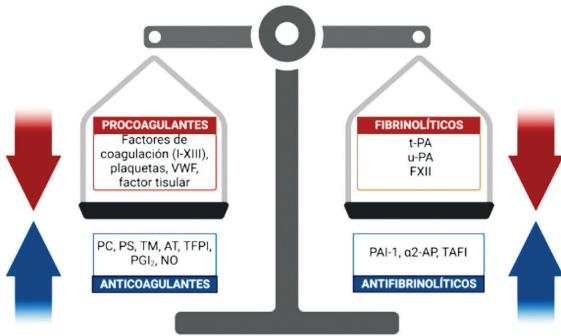 PROCOAGULANTES
Factores de
coagulación (I-XIII),
plaquetas, VWF,
factor tisular
FIBRINOLÍTICOS
t-PA
u-PA
FXII
PC, PS, TM, AT, TFPI,
PGI₂, NO
ANTICOAGULANTES
PAI-1, α2-AP, TAFI
ANTIFIBRINOLÍTICOS